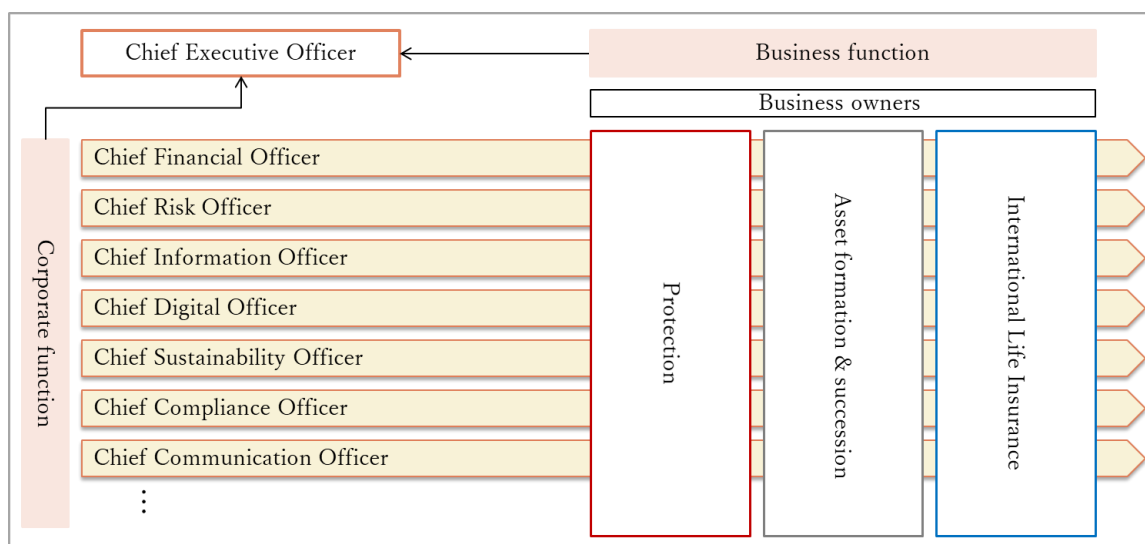 Chief Executive Officer
Business function
Business owners
Corporate function
Chief Financial Officer
Chief Risk Officer
Chief Information Officer
Chief Digital Officer
Chief Sustainability Officer
Chief Compliance Officer
Chief Communication Officer
⋮
Protection
Asset formation & succession
International Life Insurance